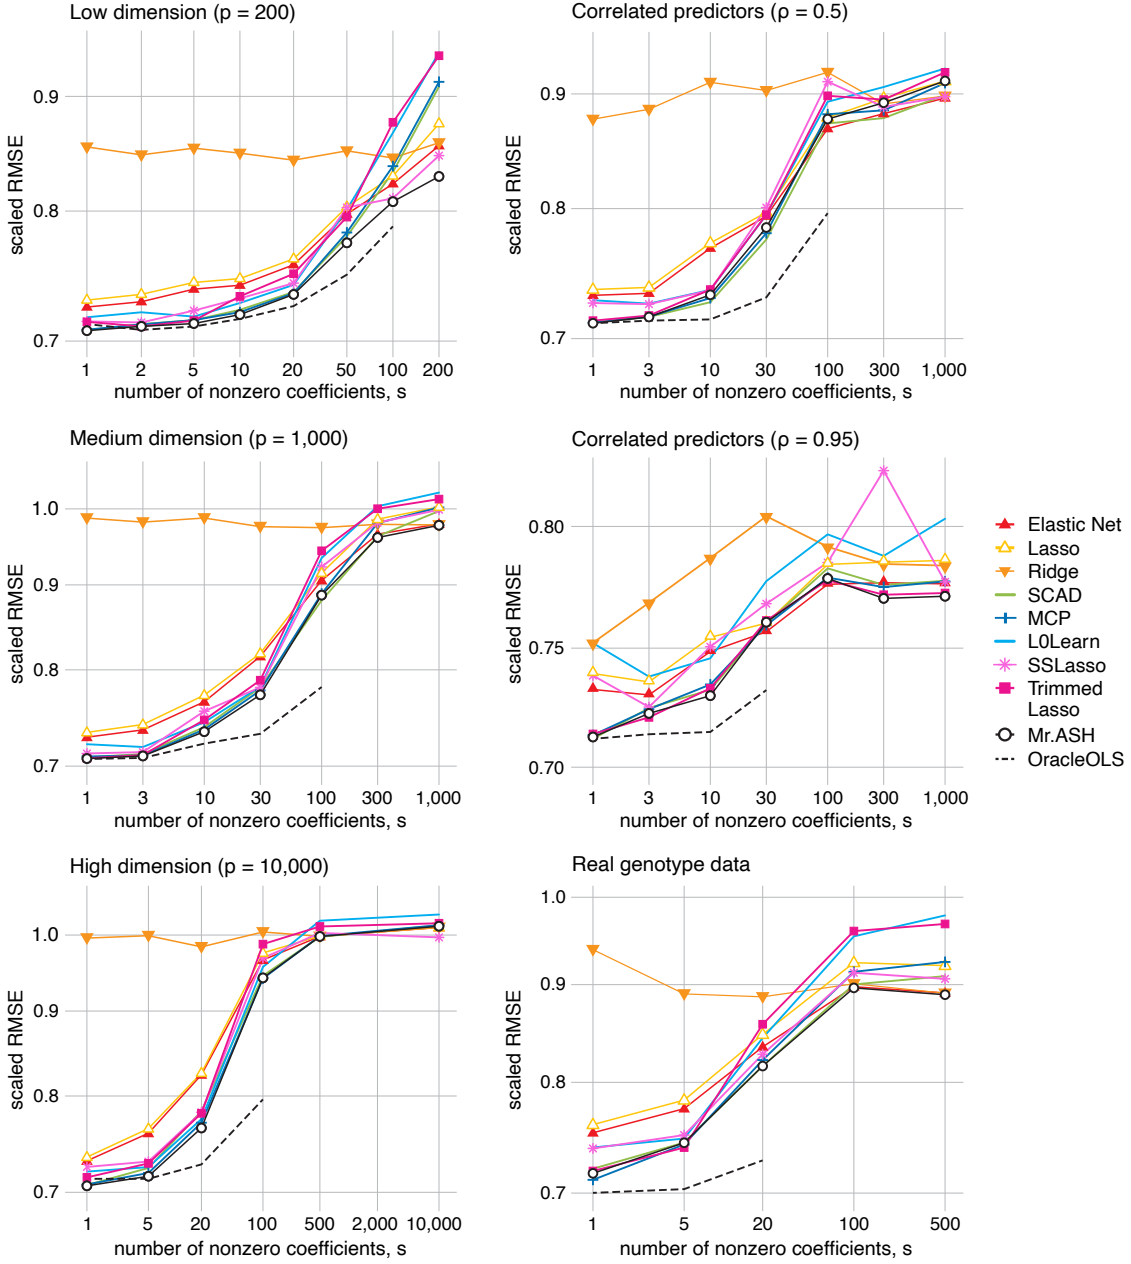 Low dimension (p = 200)
scaled RMSE
0.9
0.8
0.7
1 2 5 10 20 50 100 200
number of nonzero coefficients, s
Correlated predictors (ρ = 0.5)
scaled RMSE
0.9
0.8
0.7
1 3 10 30 100 300 1,000
number of nonzero coefficients, s
Medium dimension (p = 1,000)
scaled RMSE
1.0
0.9
0.8
0.7
1 3 10 30 100 300 1,000
number of nonzero coefficients, s
Correlated predictors (ρ = 0.95)
scaled RMSE
0.80
0.75
0.70
1 3 10 30 100 300 1,000
number of nonzero coefficients, s
Elastic Net
Lasso
Ridge
SCAD
MCP
L0Learn
SSLasso
Trimmed
Lasso
Mr.ASH
OracleOLS
High dimension (p = 10,000)
scaled RMSE
1.0
0.9
0.8
0.7
1 5 20 100 500 2,000 10,000
number of nonzero coefficients, s
Real genotype data
scaled RMSE
1.0
0.9
0.8
0.7
1 5 20 100 500
number of nonzero coefficients, s